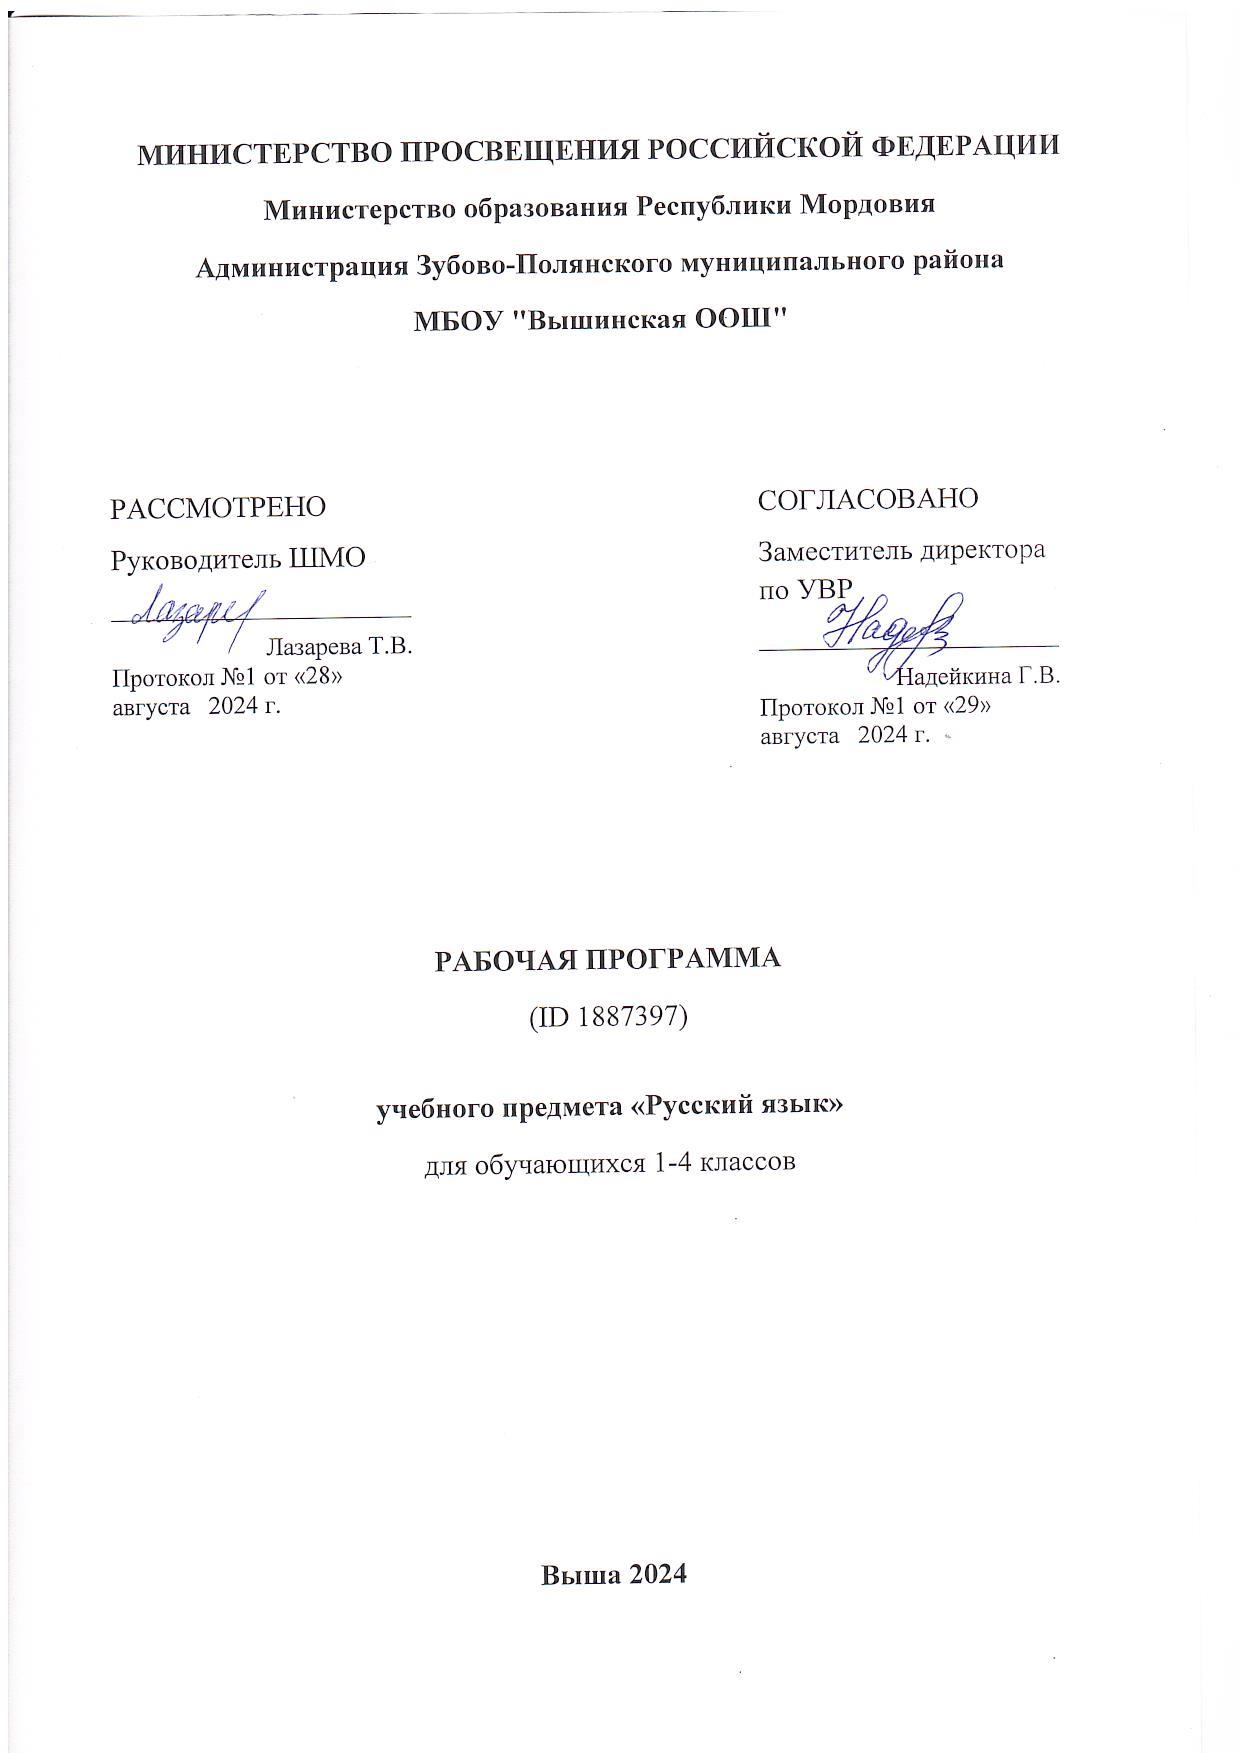 МИНИСТЕРСТВО ПРОСВЕЩЕНИЯ РОССИЙСКОЙ ФЕДЕРАЦИИ
Министерство образования Республики Мордовия
Администрация Зубово-Полянского муниципального района
МБОУ "Вышинская ООШ"
РАССМОТРЕНО
Руководитель ШМО
Лазарев
Лазарева Т.В.
Протокол №1 от «28»
августа 2024 г.
СОГЛАСОВАНО
Заместитель директора
по УВР
Надейкина Г.В.
Протокол №1 от «29»
августа 2024 г.
РАБОЧАЯ ПРОГРАММА
(ID 1887397)
учебного предмета «Русский язык»
для обучающихся 1-4 классов
Выша 2024